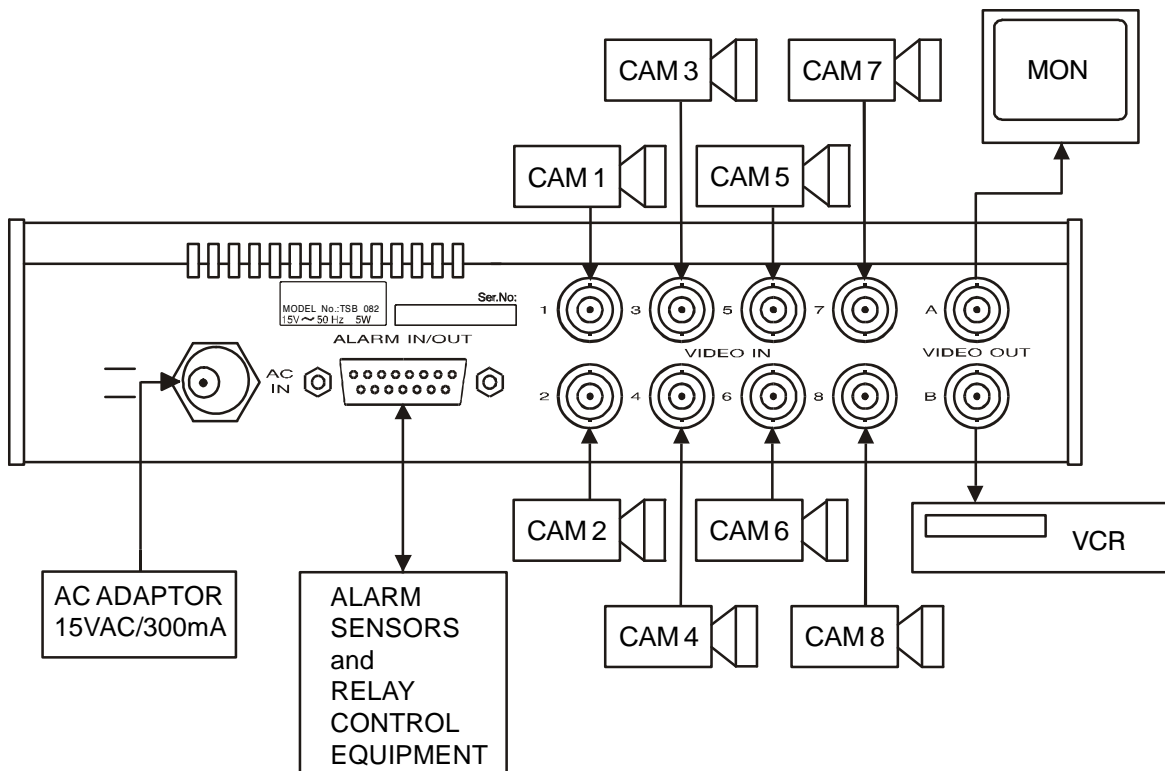 CAM 3
CAM 7
MON
CAM 1
CAM 5
Ser.No:
MODEL No.:TSB 082
15V ~ 50 Hz 5W
ALARM IN/OUT
AC
IN
1
3
5
7
A
VIDEO IN
VIDEO OUT
2
4
6
8
B
CAM 2
CAM 6
VCR
AC ADAPTOR
15VAC/300mA
ALARM
SENSORS
and
RELAY
CONTROL
EQUIPMENT
CAM 4
CAM 8